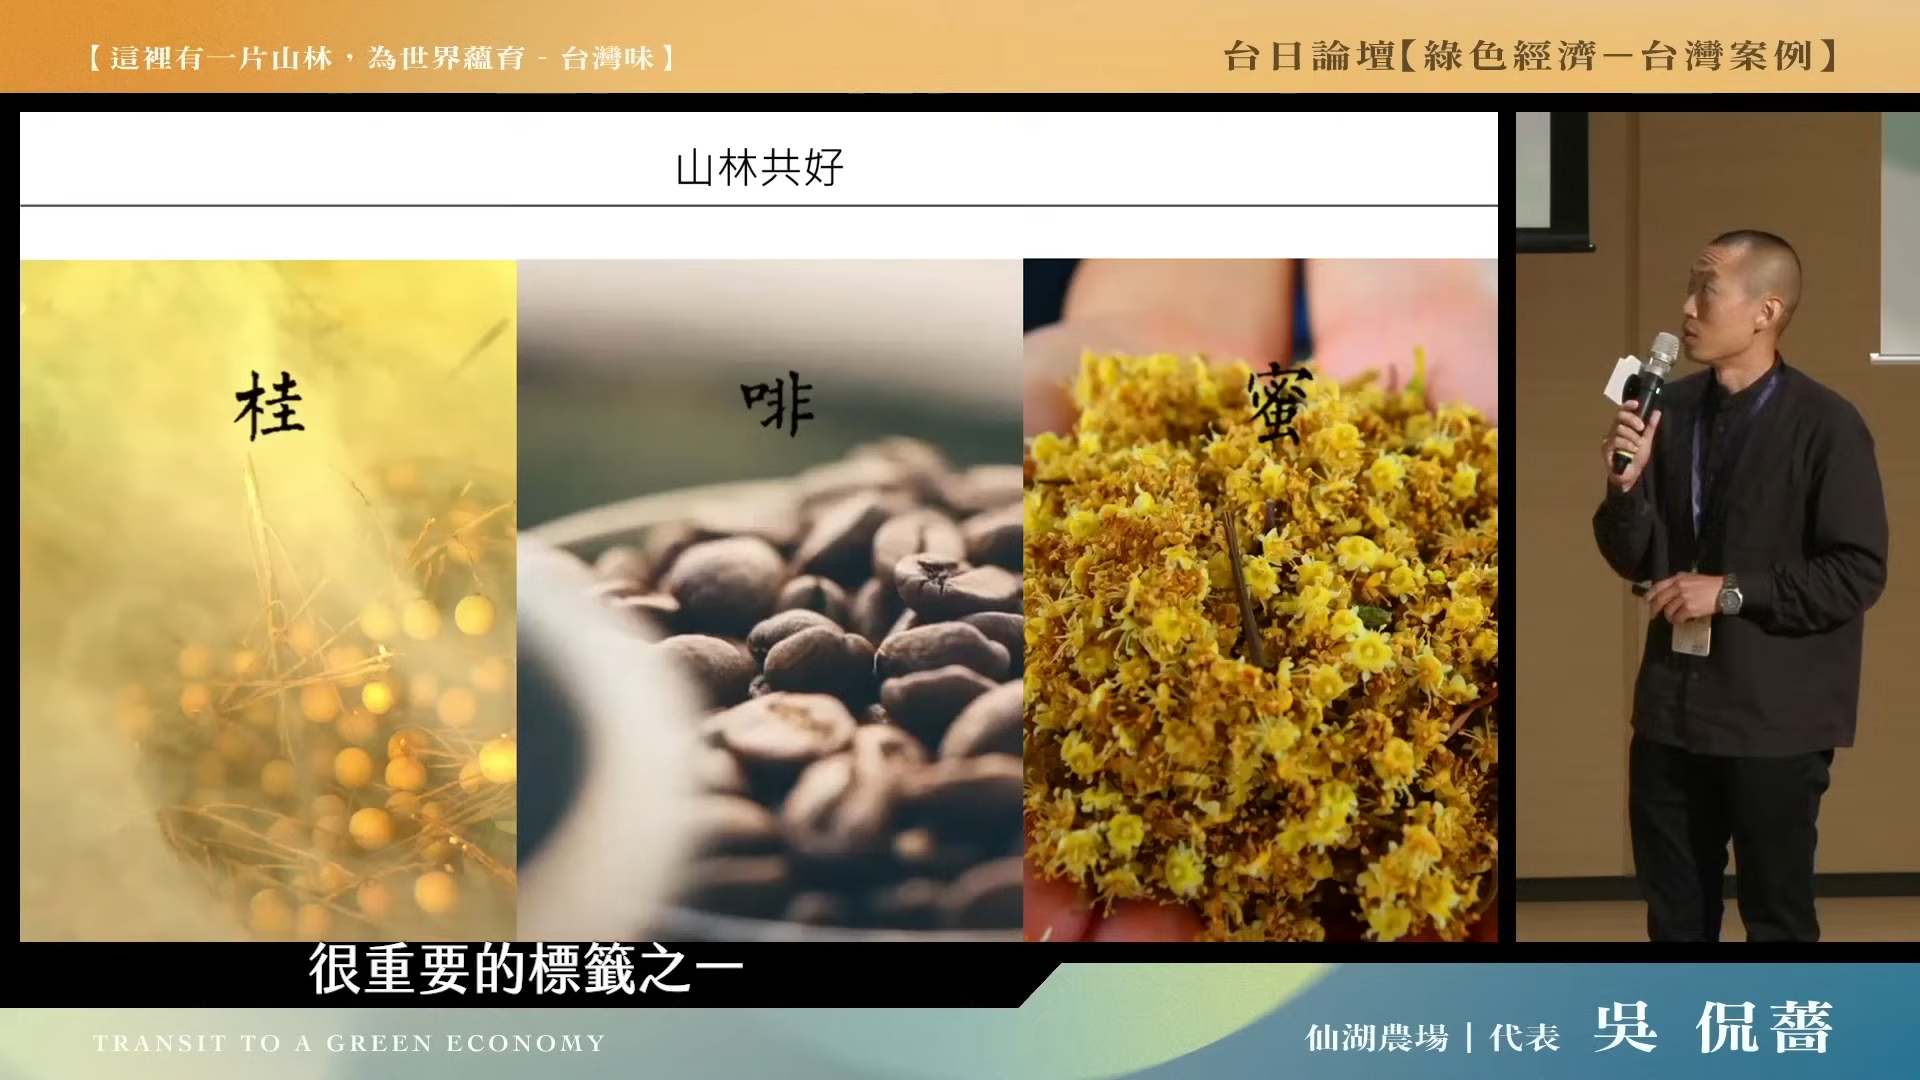 【這裡有一片山林,為世界蘊育 - 台灣味】
台日論壇【綠色經濟－台灣案例】
山林共好
桂
啡
蜜
很重要的標籤之一
TRANSIT TO A GREEN ECONOMY
仙湖農場 | 代表 吳 侃薔